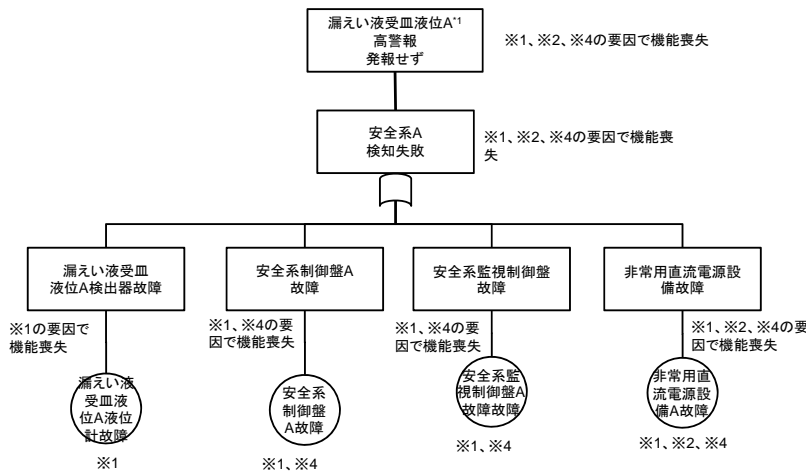 漏えい液受皿液位A*1
高警報
発報せず
※1、※2、※4の要因で機能喪失
安全系A
検知失敗
※1、※2、※4の要因で機能喪
失
漏えい液受皿
液位A検出器故障
安全系制御盤A
故障
安全系監視制御盤A
故障
非常用直流電源設
備故障
※1の要因で
機能喪失
※1、※4の要
因で機能喪失
※1、※4の要
因で機能喪失
※1、※2、※4の要
因で機能喪失
漏えい液
受皿液
位A液位
計故障
安全系
制御盤
A故障
安全系監
視制御盤A
故障故障
非常用直
流電源設
備A故障
※1
※1、※4
※1、※4
※1、※2、※4